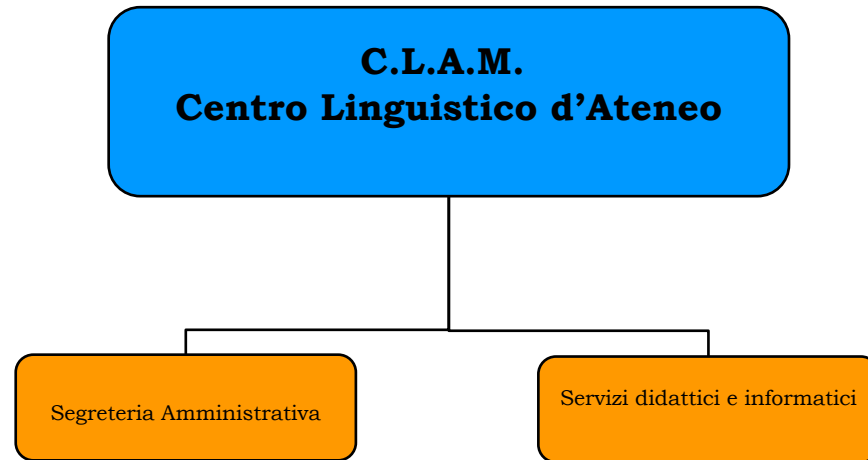 C.L.A.M.
Centro Linguistico d’Ateneo
Segreteria Amministrativa
Servizi didattici e informatici